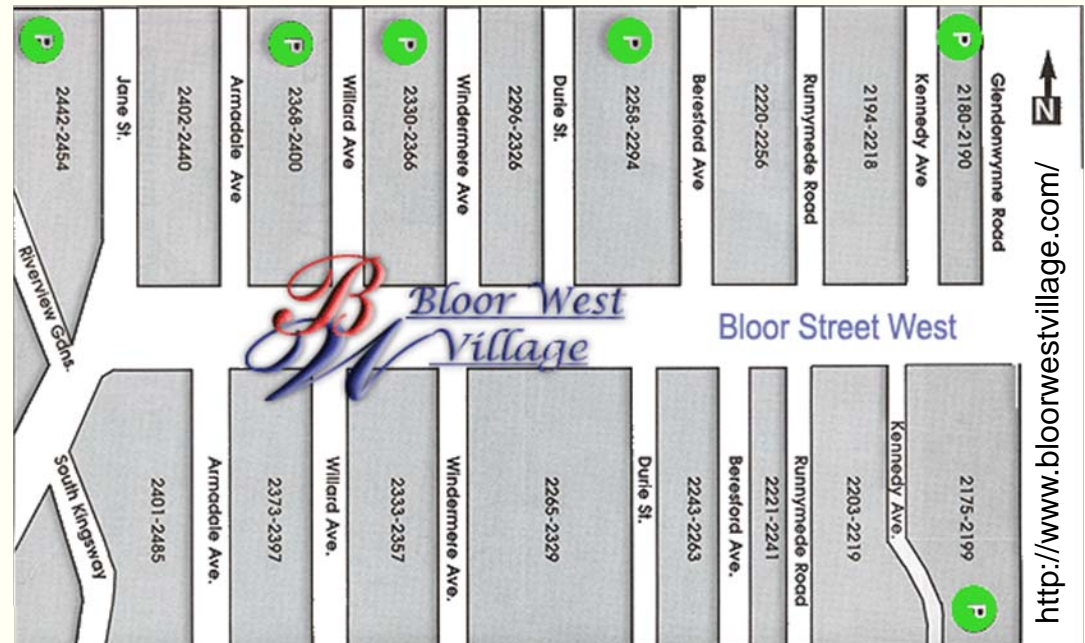 P
2442-2454
Jane St.
2402-2440
Armadale Ave
P
2368-2400
Willard Ave
P
2330-2366
Windermere Ave
2296-2326
Durie St.
P
2258-2294
Beresford Ave
2220-2256
Runnymede Road
2194-2218
Kennedy Ave
P
2180-2190
Glendonwynne Road
N
http://www.bloorwestvillage.com/
Riverview Gdns.
BW
Bloor West
Village
Bloor Street West
South Kingsway
2401-2485
Armadale Ave.
2373-2397
Willard Ave.
2333-2357
Windermere Ave.
2265-2329
Durie St.
2243-2263
Beresford Ave.
2221-2241
Runnymede Road
2203-2219
Kennedy Ave.
2175-2199
P